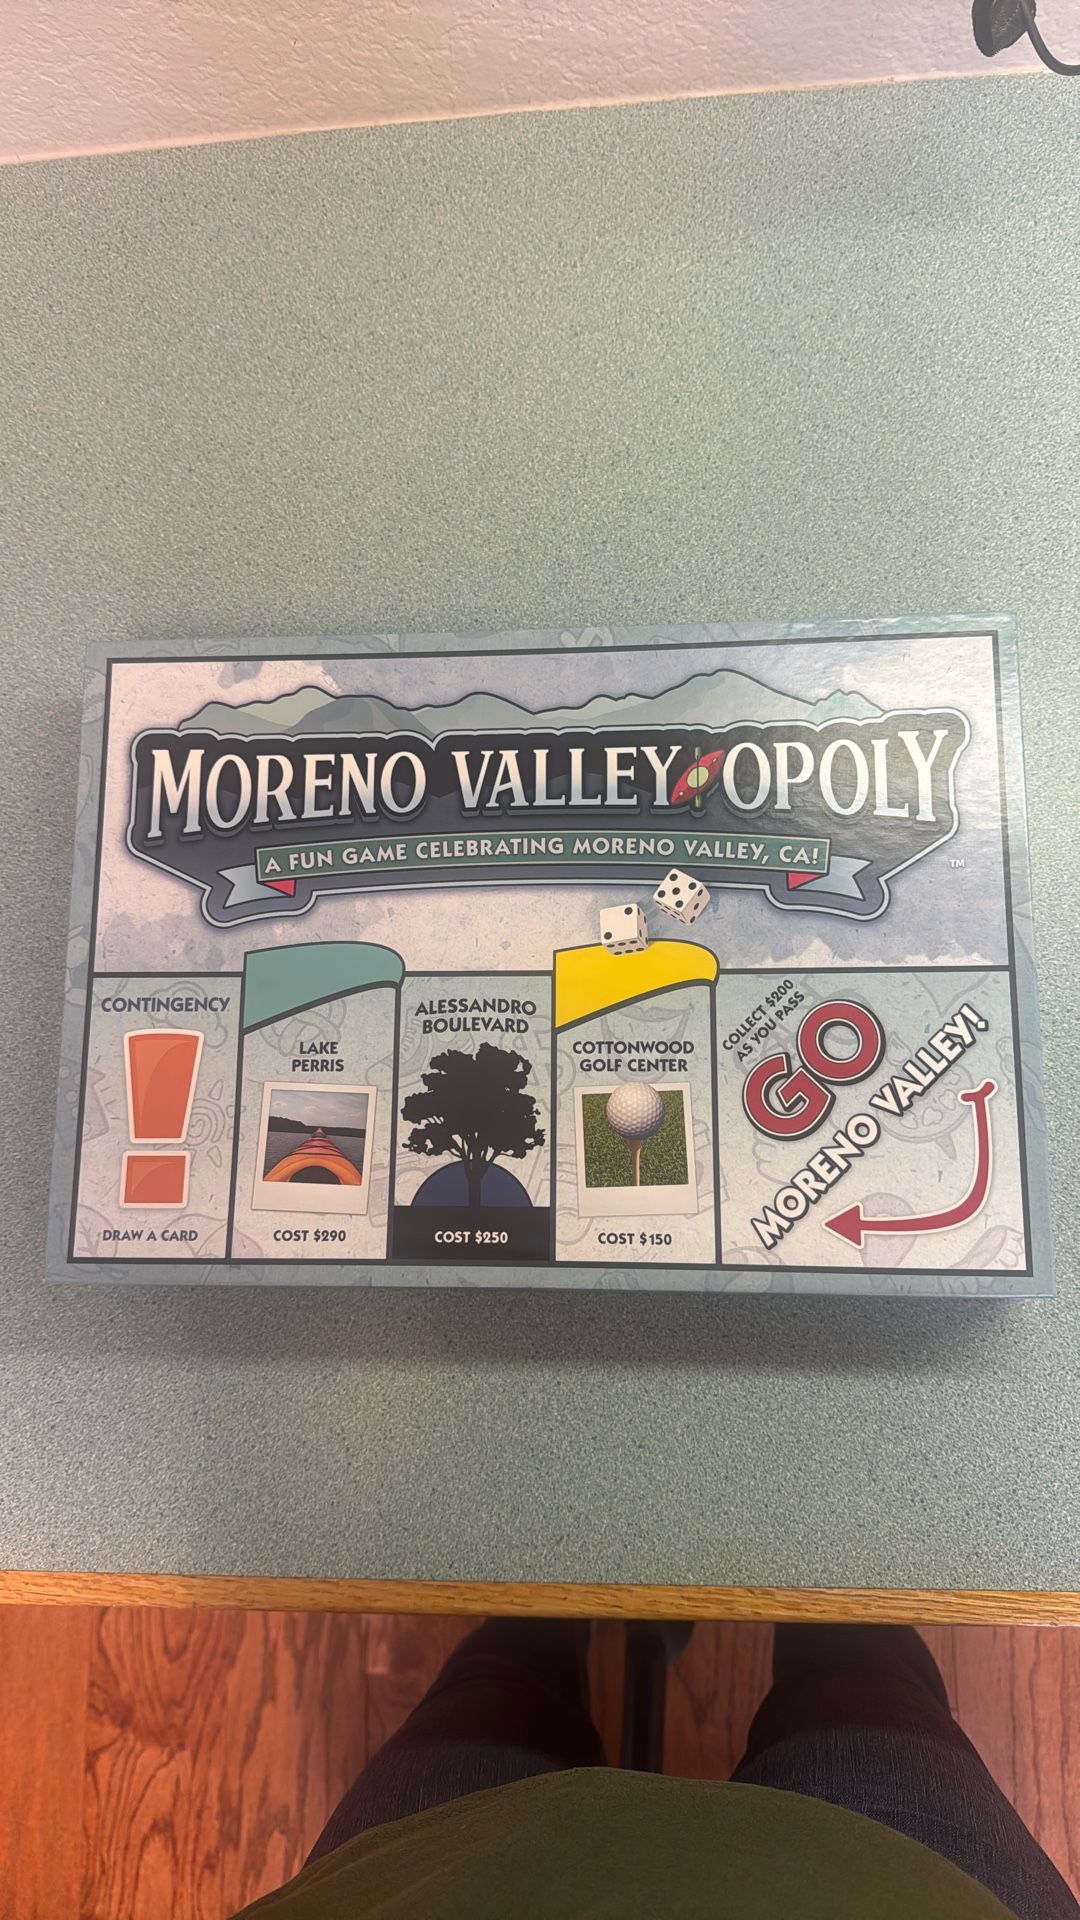 MORENO VALLEY OPOLY
A FUN GAME CELEBRATING MORENO VALLEY, CA!
TM
CONTINGENCY
DRAW A CARD
LAKE
PERRIS
COST $290
ALESSANDRO
BOULEVARD
COST $250
COTTONWOOD
GOLF CENTER
COST $150
COLLECT $200
AS YOU PASS
GO
MORENO VALLEY!